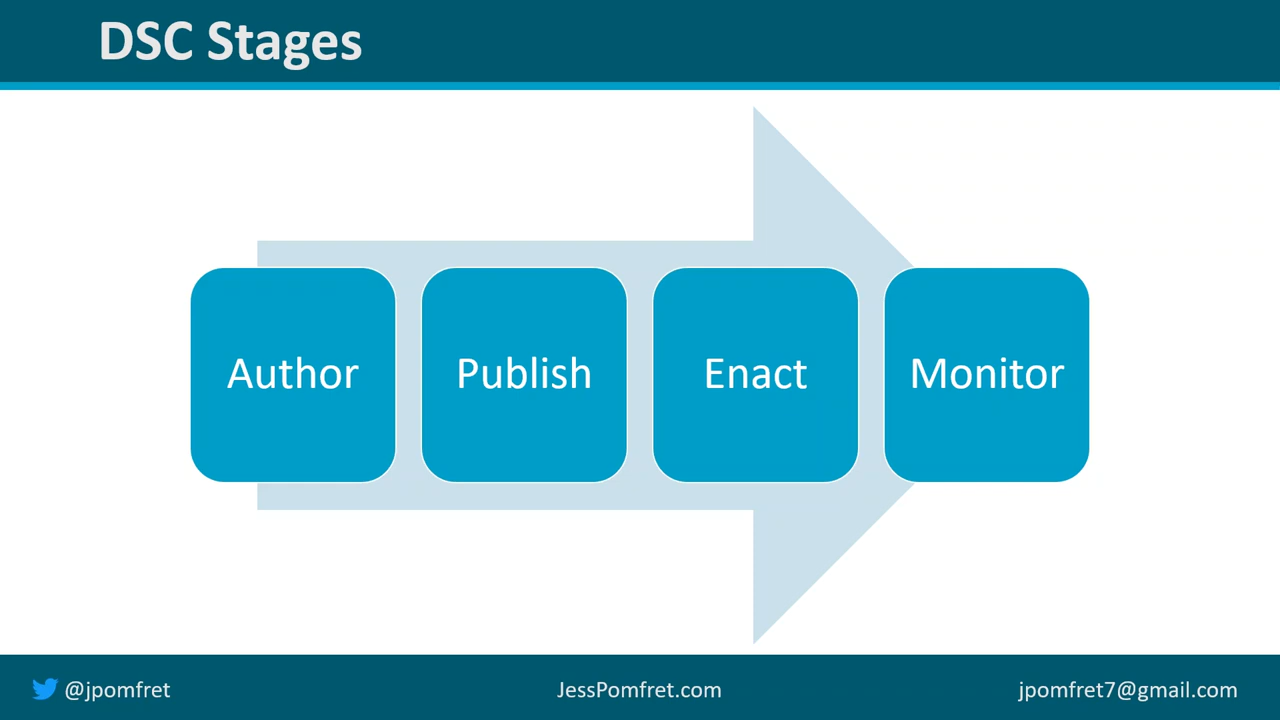 DSC Stages
Author
Publish
Enact
Monitor
@jpomfret
JessPomfret.com
jpomfret7@gmail.com